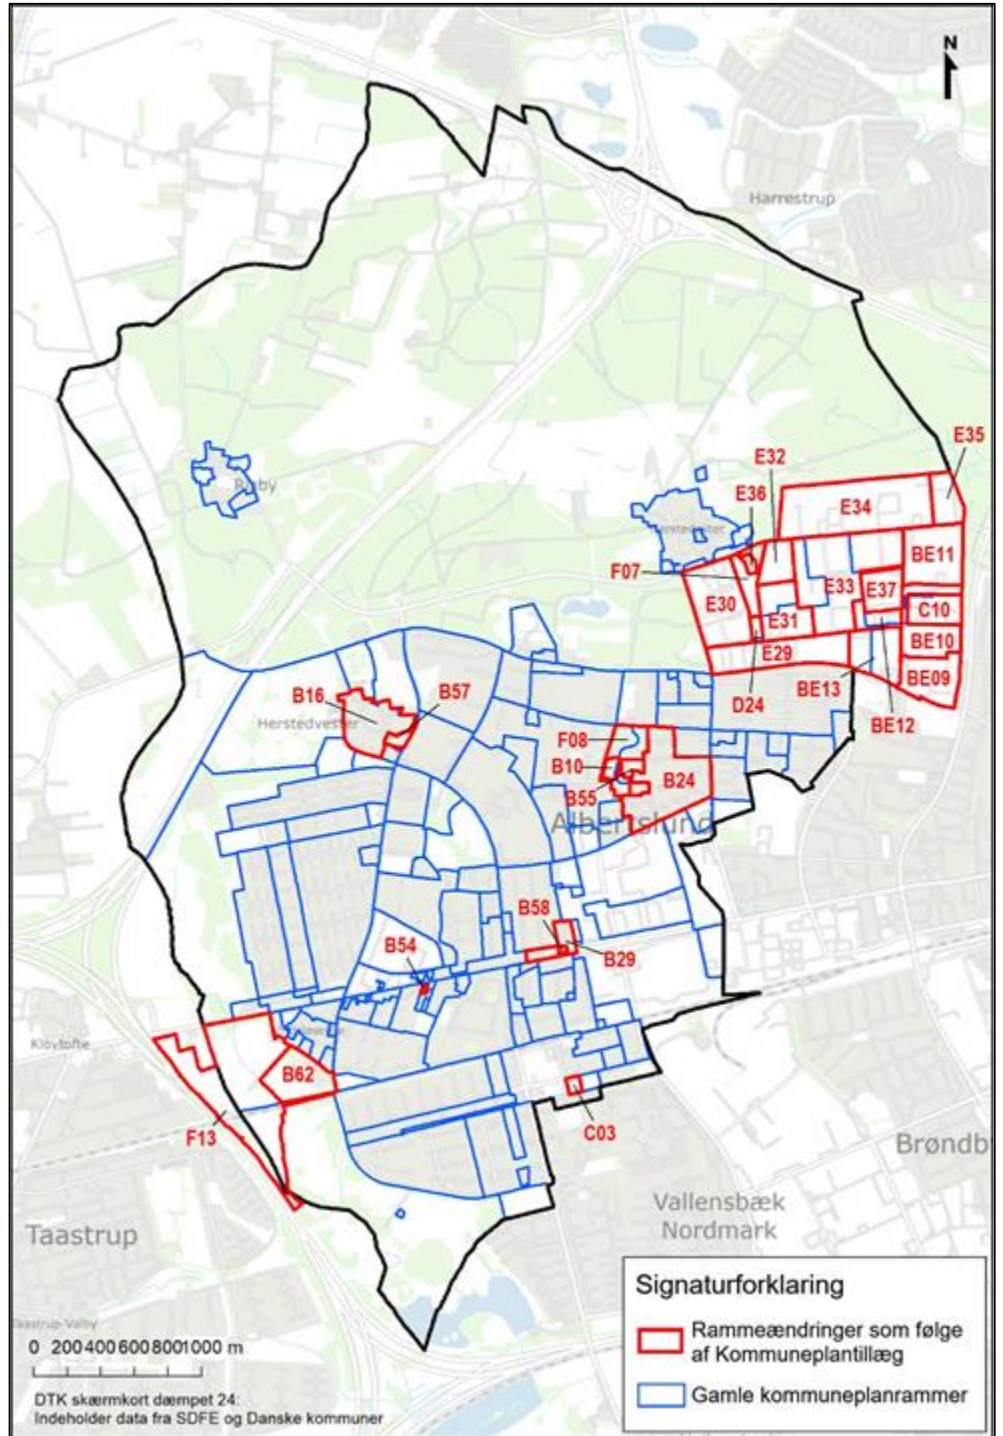 N
Harrestrup
E35
E32
E36
E34
BE11
F07
E33
E37
E30
C10
E31
BE10
E29
BE09
BE13
D24
BE12
B16
B57
Herstedvester
F08
B10
B24
B55
Albertslund
B58
B29
B54
Klovtofte
B62
F13
C03
Brøndb
Vallensbæk
Nordmark
Taastrup
Taastrup-Valby
Signaturforklaring
Rammeændringer som følge
af Kommuneplantillæg
Gamle kommuneplanrammer
0 200 400 600 800 1000 m
DTK skærmkort dæmpet 24:
Indeholder data fra SDFE og Danske kommuner